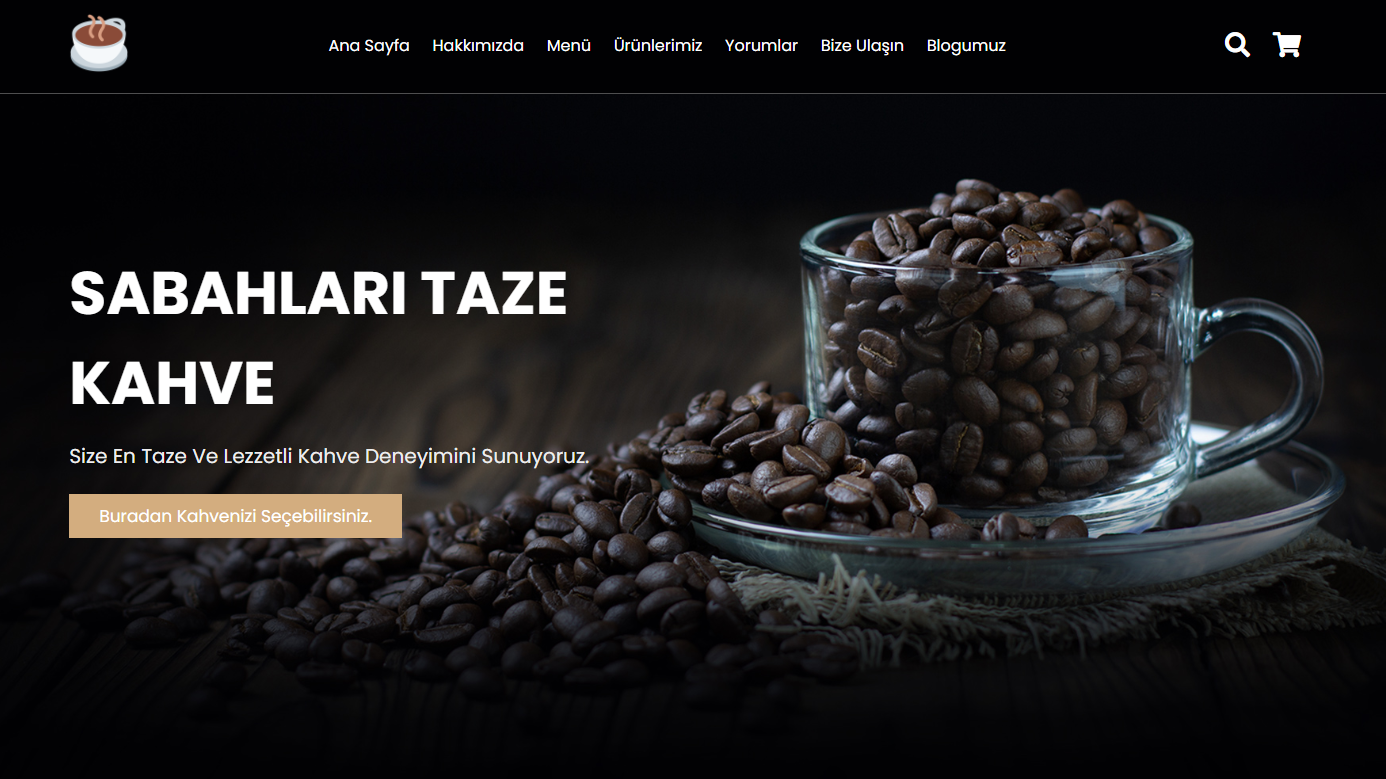 Ana Sayfa Hakkımızda Menü Ürünlerimiz Yorumlar Bize Ulaşın Blogumuz
SABAHLARI TAZE
KAHVE
Size En Taze Ve Lezzetli Kahve Deneyimini Sunuyoruz.
Buradan Kahvenizi Seçebilirsiniz.